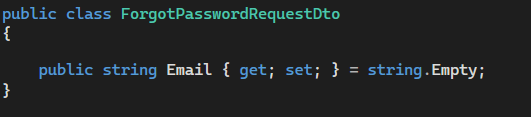 public class ForgotPasswordRequestDto
{
    public string Email { get; set; } = string.Empty;
}